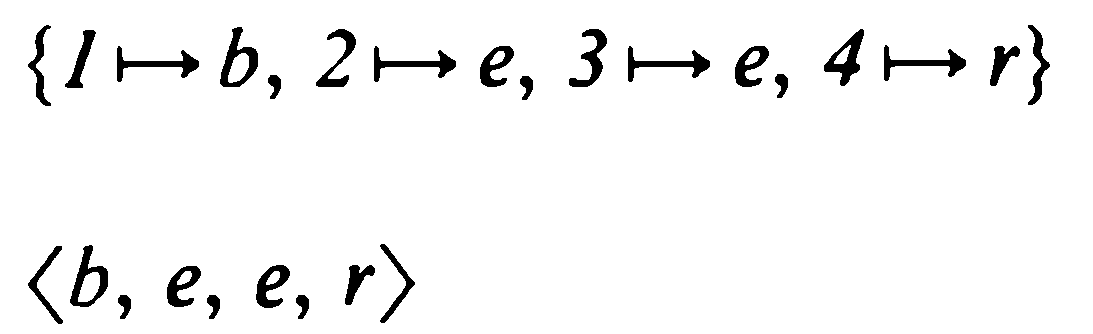 {1 ↦ b, 2 ↦ e, 3 ↦ e, 4 ↦ r}
⟨b, e, e, r⟩